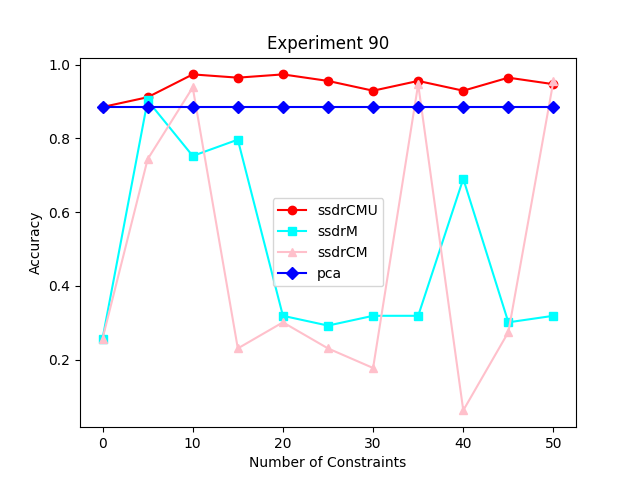 Experiment 90
1.0
0.8
0.6
0.4
0.2
Accuracy
ssdrCMU
ssdrM
ssdrCM
pca
0 10 20 30 40 50
Number of Constraints